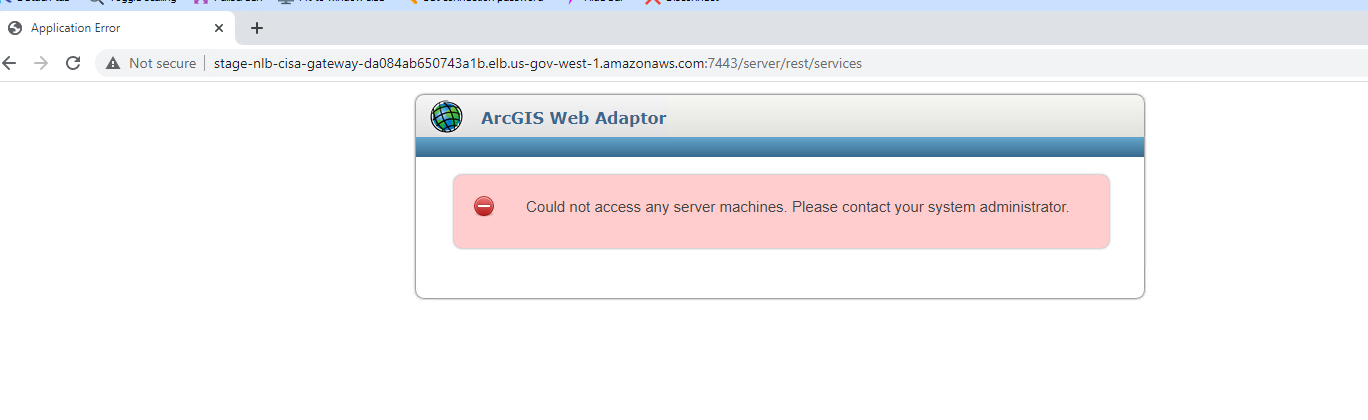 Application Error
Not secure
stage-nlb-cisa-gateway-da084ab650743a1b.elb.us-gov-west-1.amazonaws.com:7443/server/rest/services
ArcGIS Web Adaptor
Could not access any server machines. Please contact your system administrator.